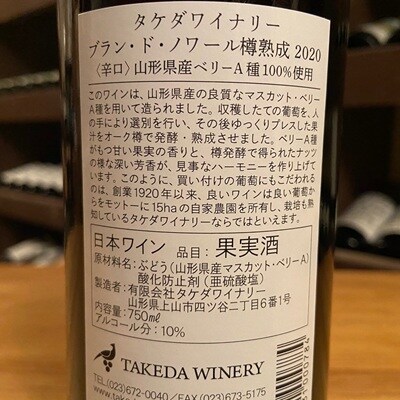 タケダワイナリー
ブラン・ド・ノワール樽熟成 2020
〈辛口〉山形県産ベリーA種100%使用
このワインは、山形県産の良質なマスカット・ベリー
A種を用いて造られました。収穫したての葡萄を、人
の手により選別を行い、その後ゆっくりプレスした果
汁をオーク樽で発酵・熟成させました。ベリーA種
がもつ甘い果実の香りと、樽発酵で得られたナッツ
の様な深い芳香が、見事なハーモニーを作り上げて
います。このように、買い付けの葡萄にもこだわれる
のは、創業1920年以来、良いワインは良い葡萄か
らをモットーに15haの自家農園を所有し、栽培も熟
知しているタケダワイナリーならではといえます。
日本ワイン 品目：果実酒
原材料名：ぶどう（山形県産マスカット・ベリーA）
酸化防止剤（亜硫酸塩）
製造者：有限会社タケダワイナリー
山形県上山市四ツ谷二丁目6番1号
内容量：750ml
アルコール分：10%
TAKEDA WINERY
TEL.(023)672-0040／FAX.(023)673-5175